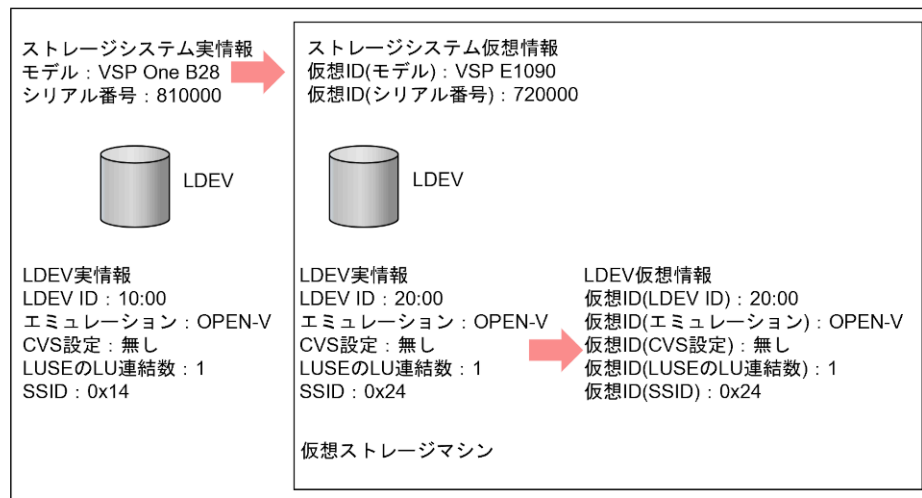 ストレージシステム実情報
モデル：VSP One B28
シリアル番号：810000
ストレージシステム仮想情報
仮想ID(モデル)：VSP E1090
仮想ID(シリアル番号)：720000
LDEV
LDEV
LDEV実情報
LDEV ID：10:00
エミュレーション：OPEN-V
CVS設定：無し
LUSEのLU連結数：1
SSID：0x14
LDEV実情報
LDEV ID：20:00
エミュレーション：OPEN-V
CVS設定：無し
LUSEのLU連結数：1
SSID：0x24
LDEV仮想情報
仮想ID(LDEV ID)：20:00
仮想ID(エミュレーション)：OPEN-V
仮想ID(CVS設定)：無し
仮想ID(LUSEのLU連結数)：1
仮想ID(SSID)：0x24
仮想ストレージマシン